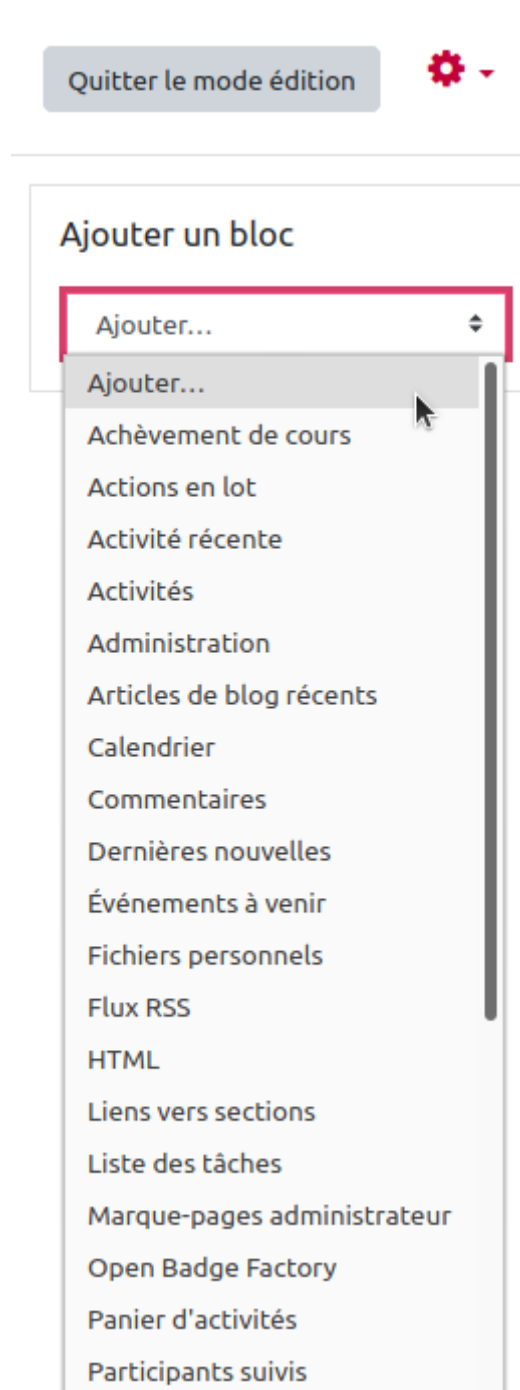 Quitter le mode édition
Ajouter un bloc
Ajouter...
Ajouter...
Achèvement de cours
Actions en lot
Activité récente
Activités
Administration
Articles de blog récents
Calendrier
Commentaires
Dernières nouvelles
Événements à venir
Fichiers personnels
Flux RSS
HTML
Liens vers sections
Liste des tâches
Marque-pages administrateur
Open Badge Factory
Panier d'activités
Participants suivis